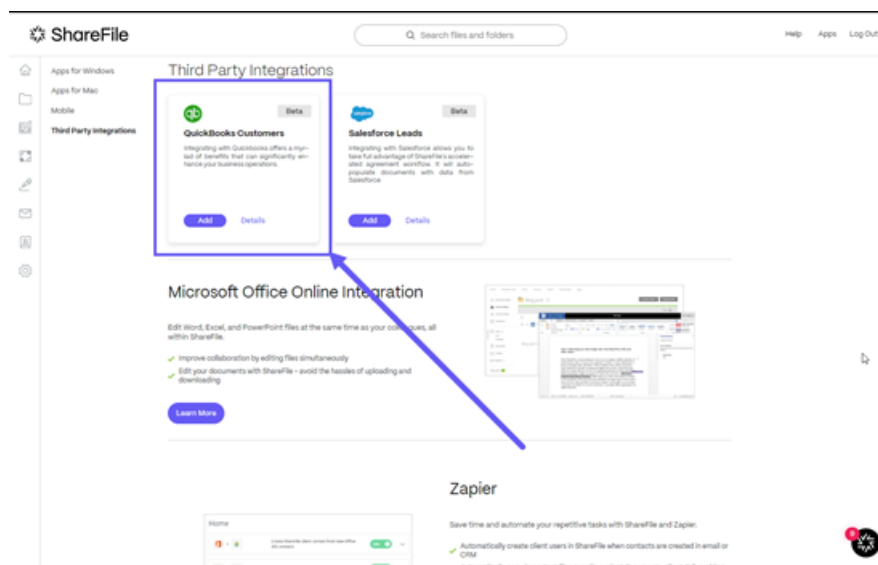 ShareFile
Search files and folders
Help Apps Log Out
Apps for Windows
Apps for Mac
Mobile
Third Party Integrations
Third Party Integrations
qb
Beta
QuickBooks Customers
Integrating with Quickbooks offers a myr-
iad of benefits that can significantly en-
hance your business operations.
Add Details
Beta
Salesforce Leads
Integrating with Salesforce allows you to
take full advantage of ShareFile's acceler-
ated agreement workflow. It will auto-
populate documents with data from
Salesforce
Add Details
Microsoft Office Online Integration
Edit Word, Excel, and PowerPoint files at the same time as your colleagues, all
within ShareFile.
Improve collaboration by editing files simultaneously
Edit your documents with ShareFile - avoid the hassles of uploading and
downloading
Learn More
Zapier
Save time and automate your repetitive tasks with ShareFile and Zapier.
Automatically create client users in ShareFile when contacts are created in email or
CRM
Home